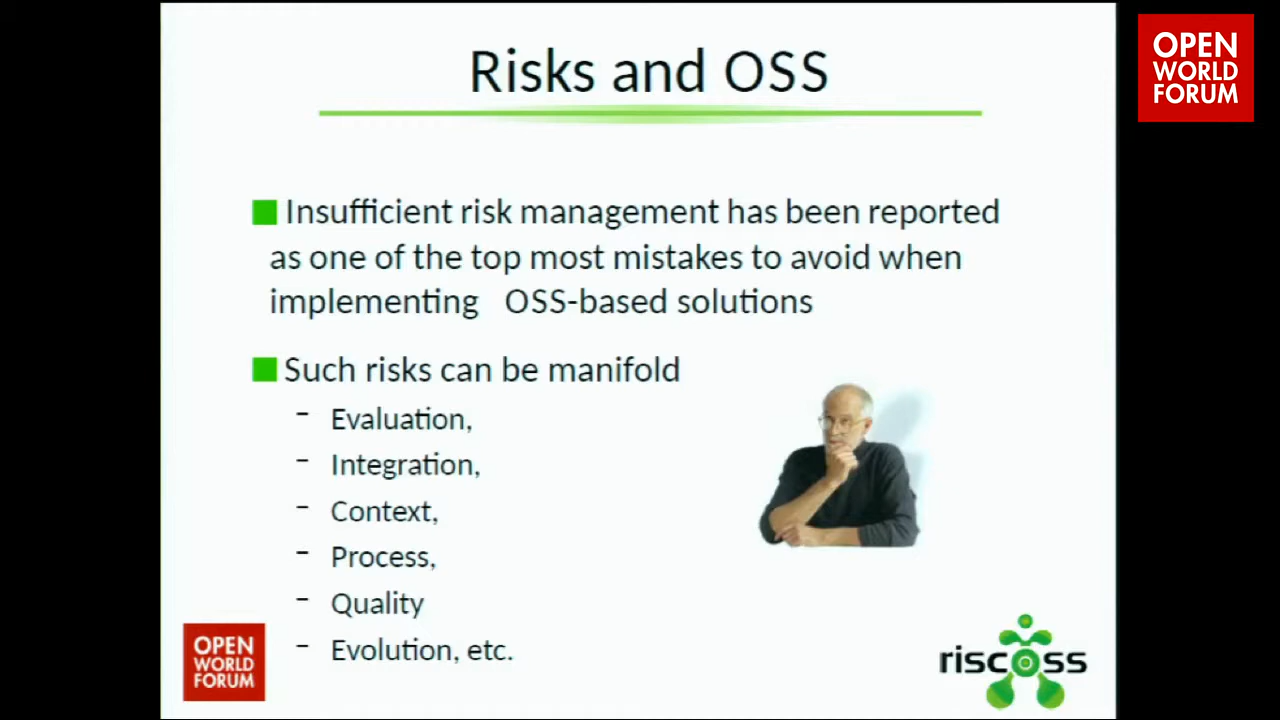 Risks and OSS
OPEN
WORLD
FORUM
Insufficient risk management has been reported
as one of the top most mistakes to avoid when
implementing OSS-based solutions
Such risks can be manifold
- Evaluation,
- Integration,
- Context,
- Process,
- Quality
- Evolution, etc.
OPEN
WORLD
FORUM
riscoss